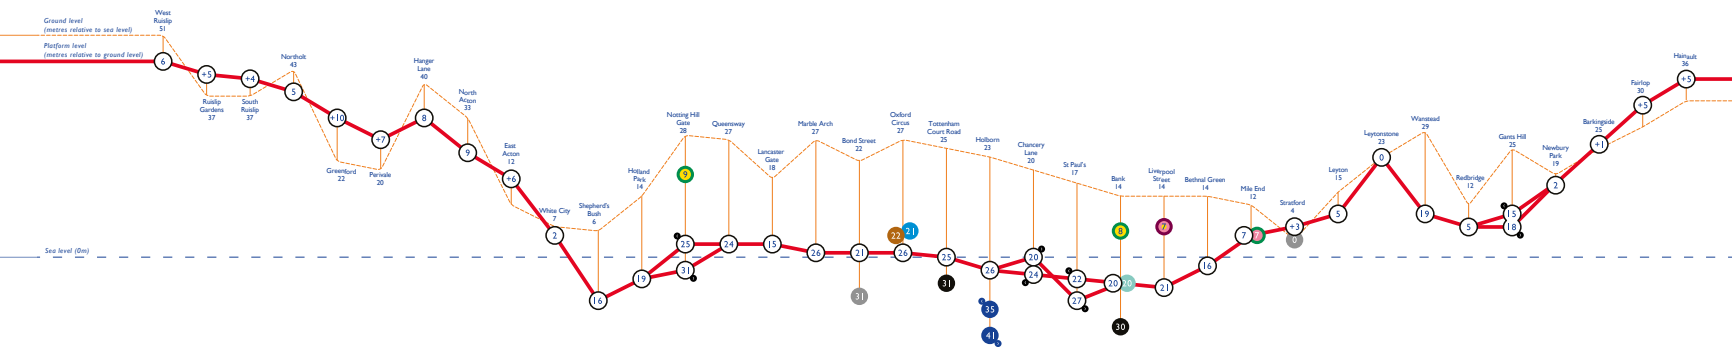 Ground level
(metres relative to sea level)
Platform level
(metres relative to ground level)
Sea level (0m)
West
Ruislip
51
6
+5
Ruislip
Gardens
37
+4
South
Ruislip
37
Northolt
43
5
+10
Greenford
22
+7
Perivale
20
Hanger
Lane
40
8
North
Acton
33
9
East
Acton
12
+6
White City
7
2
Shepherd's
Bush
6
16
Holland
Park
14
19
Notting Hill
Gate
28
9
25
31
Queensway
27
24
Lancaster
Gate
18
15
Marble Arch
27
26
Bond Street
22
21
31
Oxford
Circus
27
22
21
26
Tottenham
Court Road
25
25
31
Holborn
23
26
35
41
Chancery
Lane
20
20
24
St Paul's
17
22
27
Bank
14
8
20
20
30
Liverpool
Street
14
7
21
Bethnal Green
14
16
Mile End
12
7
7
Stratford
4
+3
0
Leyton
15
5
Leytonstone
23
0
Wanstead
29
19
Redbridge
12
5
Gants Hill
25
15
18
Newbury
Park
19
2
Barkingside
25
+1
Fairlop
30
+5
Hainault
36
+5